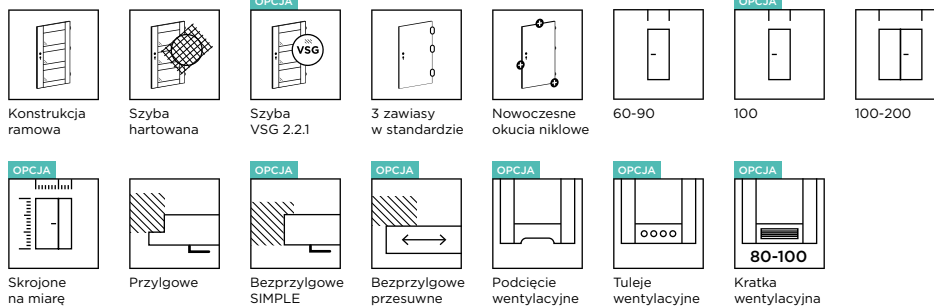 OPCJA
OPCJA
VSG
Konstrukcja
ramowa
Szyba
hartowana
Szyba
VSG 2.2.1
3 zawiasy
w standardzie
Nowoczesne
okucia niklowe
60-90
100
100-200
OPCJA
OPCJA
OPCJA
OPCJA
OPCJA
OPCJA
80-100
Skrojone
na miarę
Przylgowe
Bezprzylgowe
SIMPLE
Bezprzylgowe
przesuwne
Podcięcie
wentylacyjne
Tuleje
wentylacyjne
Kratka
wentylacyjna